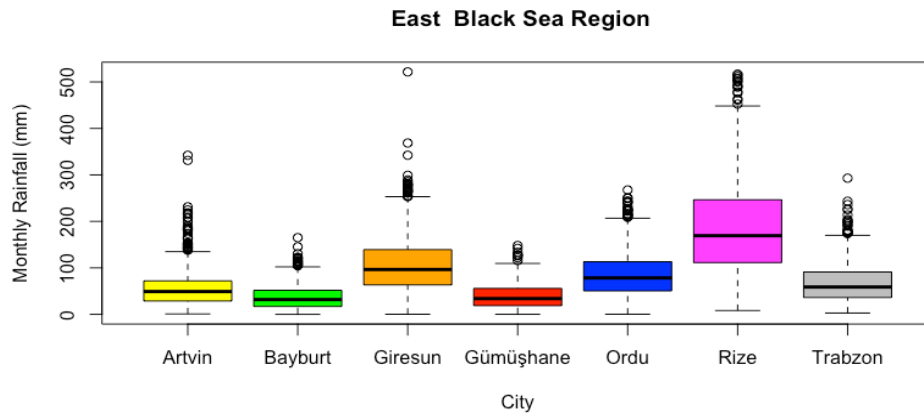 East Black Sea Region
Monthly Rainfall (mm)
500
400
300
200
100
0
Artvin Bayburt Giresun Gümüşhane Ordu Rize Trabzon
City